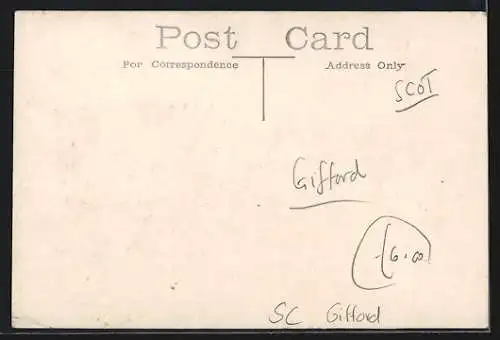 Post Card
For Correspondence Address Only
SCOT
Gifford
£6.00
SC Gifford